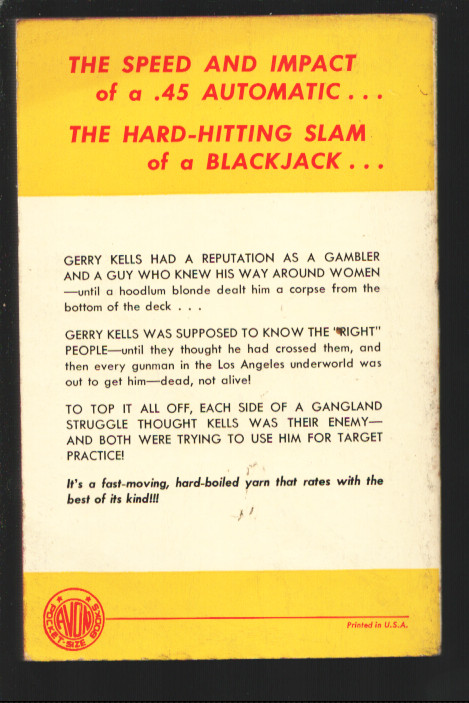 THE SPEED AND IMPACT
of a .45 AUTOMATIC . . .
THE HARD-HITTING SLAM
of a BLACKJACK . . .
GERRY KELLS HAD A REPUTATION AS A GAMBLER
AND A GUY WHO KNEW HIS WAY AROUND WOMEN
—until a hoodlum blonde dealt him a corpse from the
bottom of the deck . . .
GERRY KELLS WAS SUPPOSED TO KNOW THE "RIGHT"
PEOPLE—until they thought he had crossed them, and
then every gunman in the Los Angeles underworld was
out to get him—dead, not alive!
TO TOP IT ALL OFF, EACH SIDE OF A GANGLAND
STRUGGLE THOUGHT KELLS WAS THEIR ENEMY—
AND BOTH WERE TRYING TO USE HIM FOR TARGET
PRACTICE!
It's a fast-moving, hard-boiled yarn that rates with the
best of its kind!!!
AVON
BOOKS
POCKET-SIZE
Printed in U.S.A.